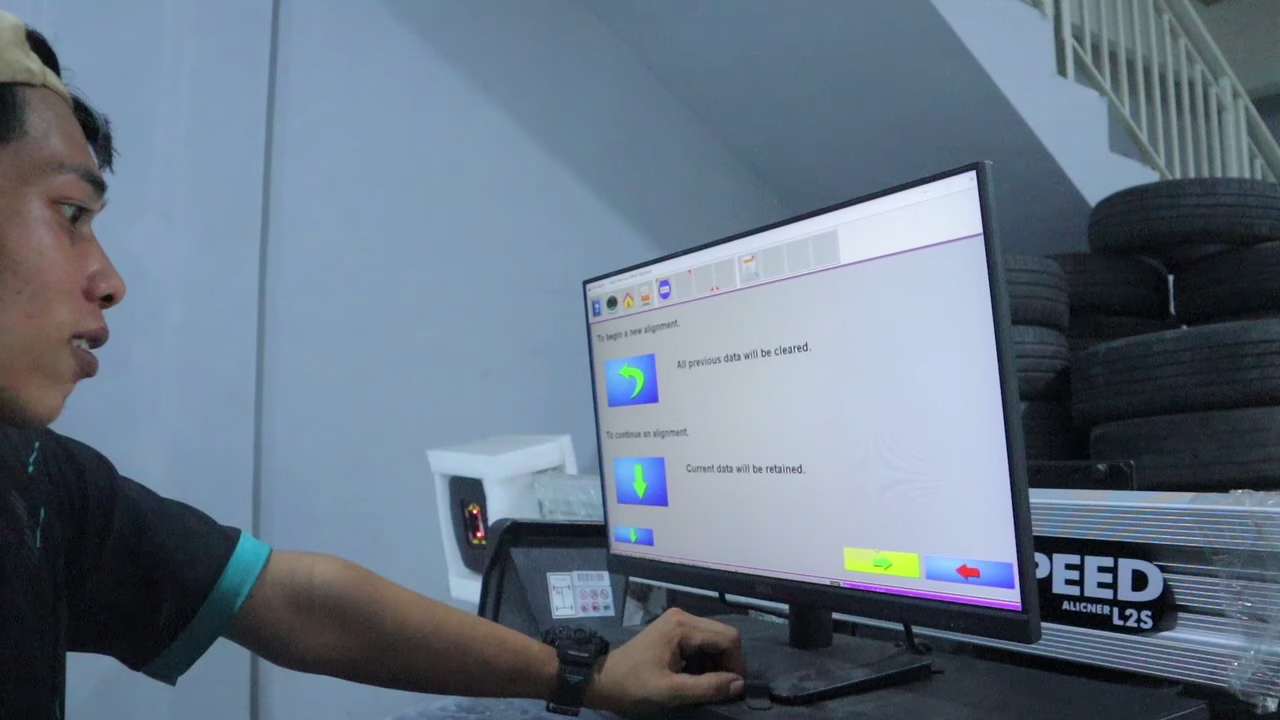 To begin a new alignment.
All previous data will be cleared.
To continue an alignment.
Current data will be retained.
PEED
ALIGNER L2S